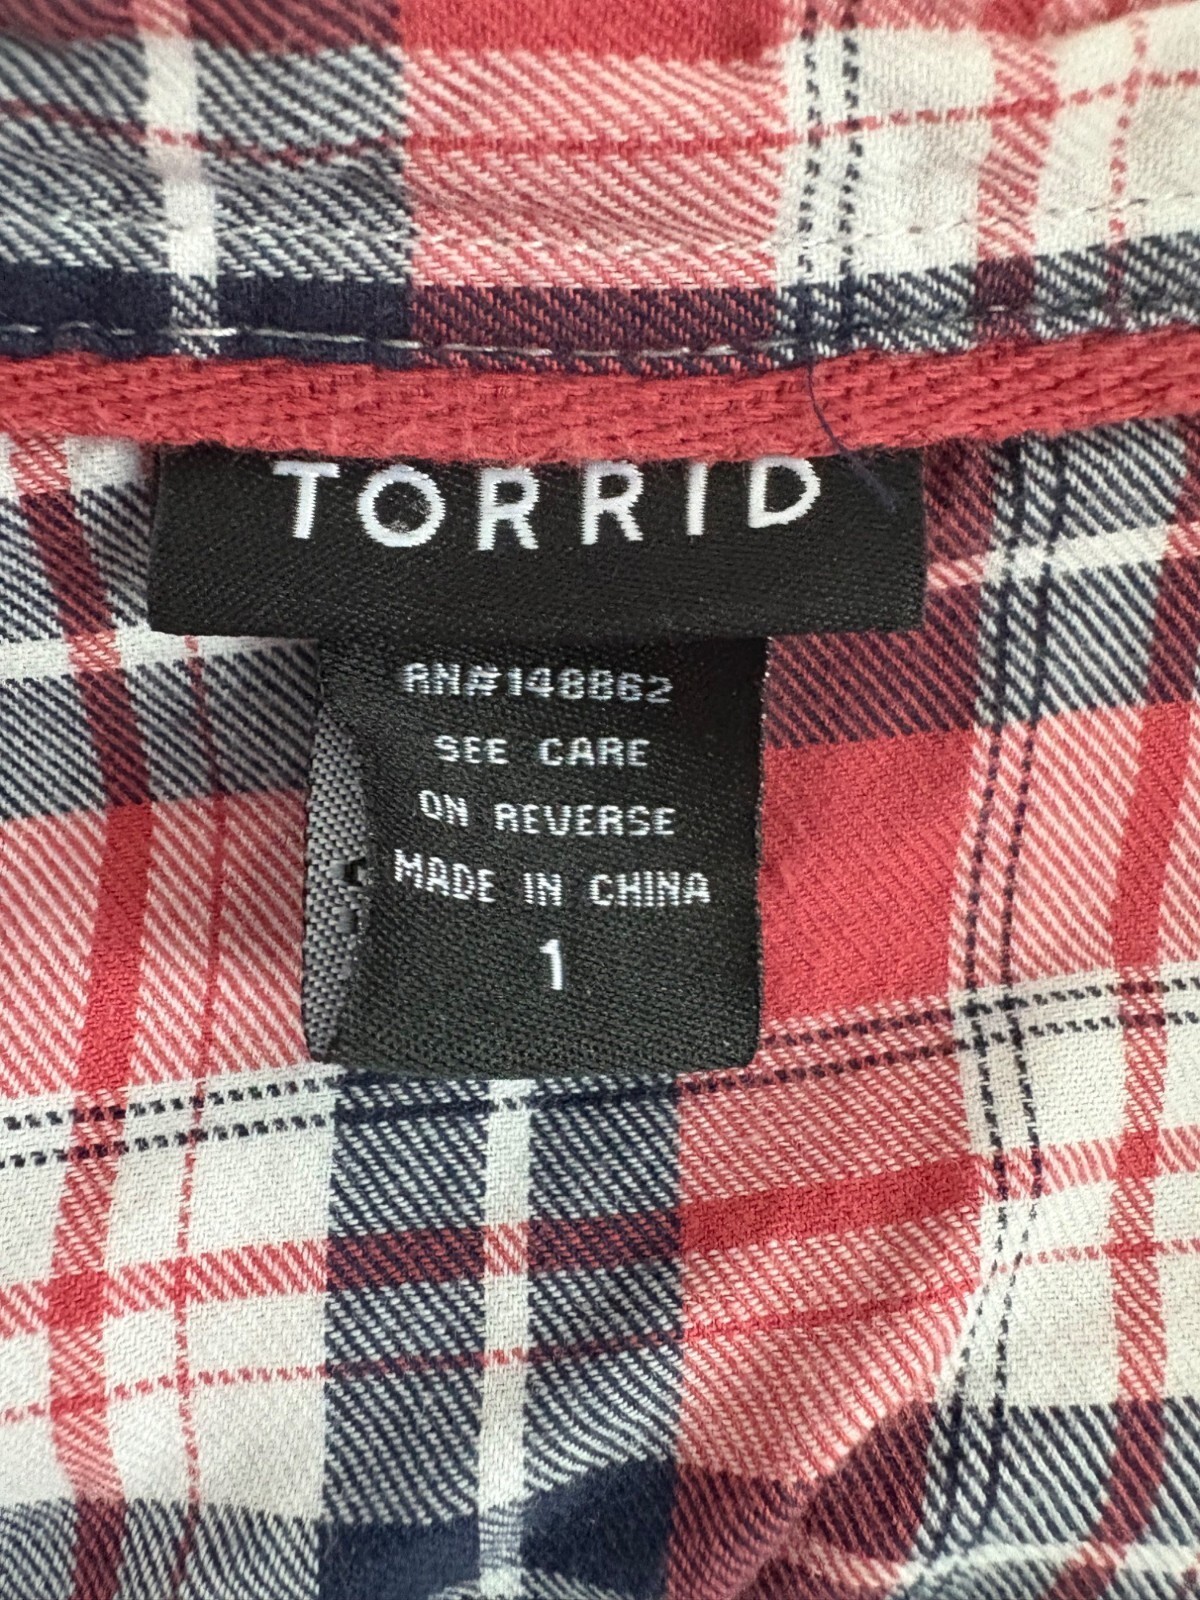 TORRID
RN#148862
SEE CARE
ON REVERSE
MADE IN CHINA
1